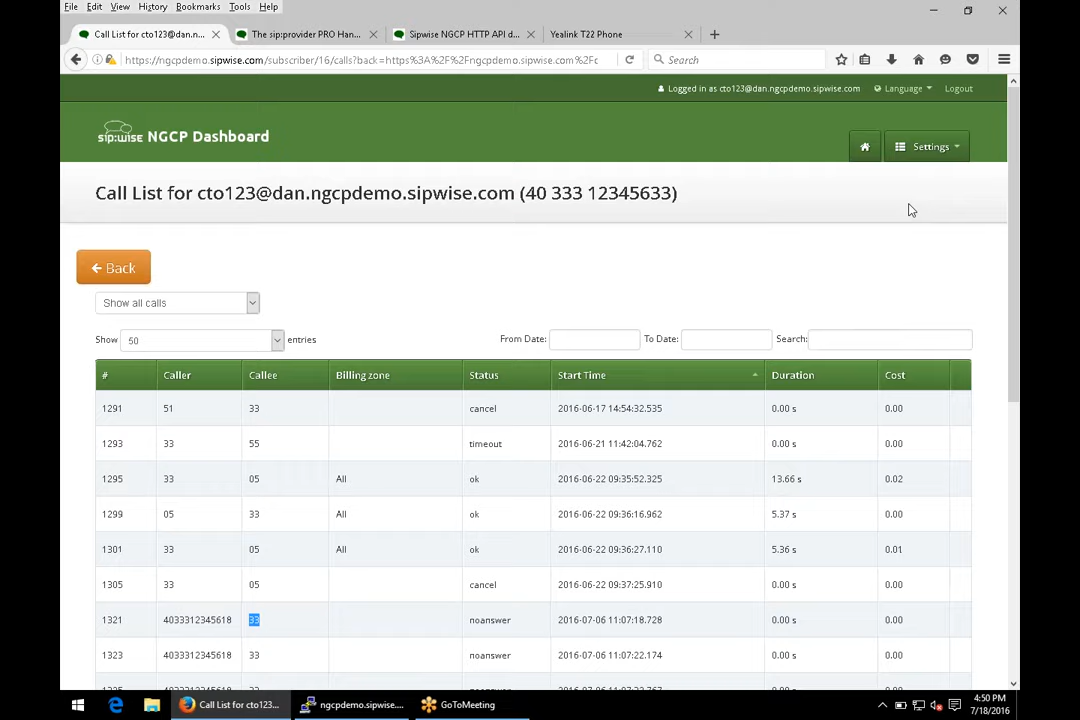 File Edit View History Bookmarks Tools Help
Call List for cto123@dan.n...
The sip:provider PRO Han...
Sipwise NGCP HTTP API d...
Yealink T22 Phone
https://ngcpdemo.sipwise.com/subscriber/16/calls?back=https%3A%2F%2Fngcpdemo.sipwise.com%2Fc
Search
Logged in as cto123@dan.ngcpdemo.sipwise.com Language Logout
sip:wise NGCP Dashboard
Settings
Call List for cto123@dan.ngcpdemo.sipwise.com (40 333 12345633)
Back
Show all calls
Show 50 entries From Date: To Date: Search:
# Caller Callee Billing zone Status Start Time Duration Cost
1291 51 33 cancel 2016-06-17 14:54:32.535 0.00 s 0.00
1293 33 55 timeout 2016-06-21 11:42:04.762 0.00 s 0.00
1295 33 05 All ok 2016-06-22 09:35:52.325 13.66 s 0.02
1299 05 33 All ok 2016-06-22 09:36:16.962 5.37 s 0.00
1301 33 05 All ok 2016-06-22 09:36:27.110 5.36 s 0.01
1305 33 05 cancel 2016-06-22 09:37:25.910 0.00 s 0.00
1321 4033312345618 33 noanswer 2016-07-06 11:07:18.728 0.00 s 0.00
1323 4033312345618 33 noanswer 2016-07-06 11:07:22.174 0.00 s 0.00
Call List for cto123...
ngcpdemo.sipwise....
GoToMeeting
4:50 PM
7/18/2016